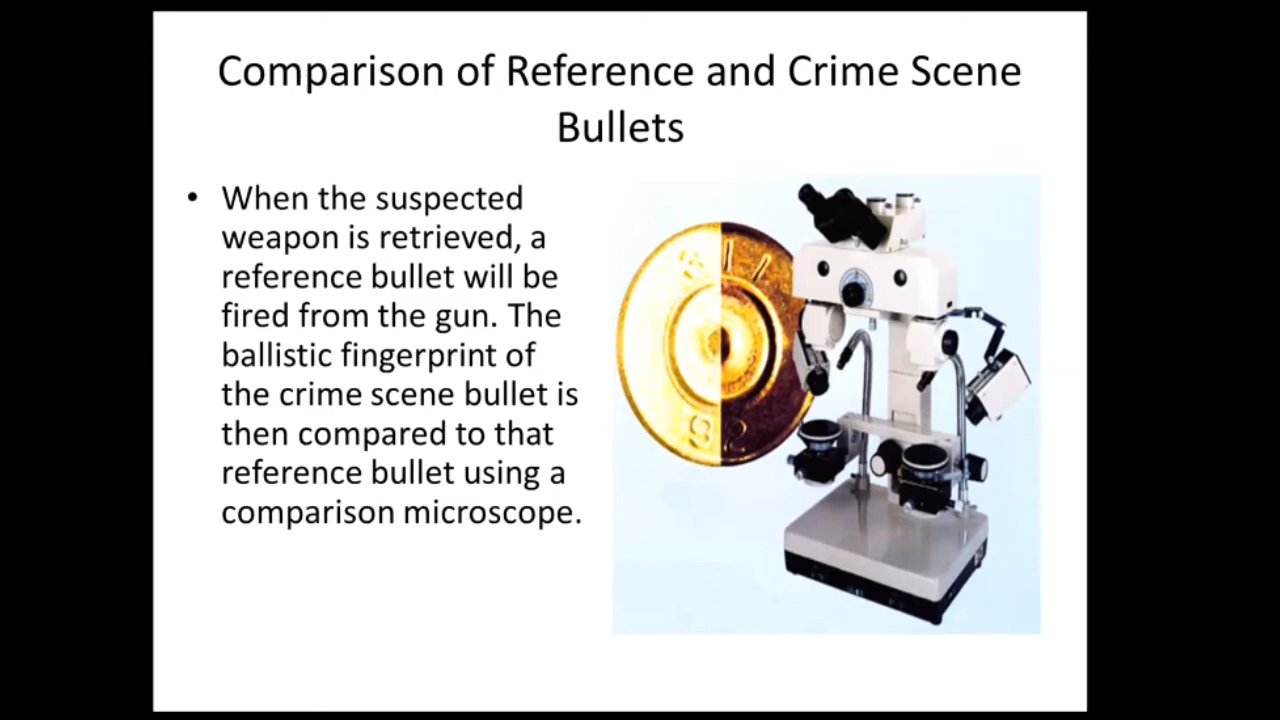 Comparison of Reference and Crime Scene
Bullets
• When the suspected
weapon is retrieved, a
reference bullet will be
fired from the gun. The
ballistic fingerprint of
the crime scene bullet is
then compared to that
reference bullet using a
comparison microscope.